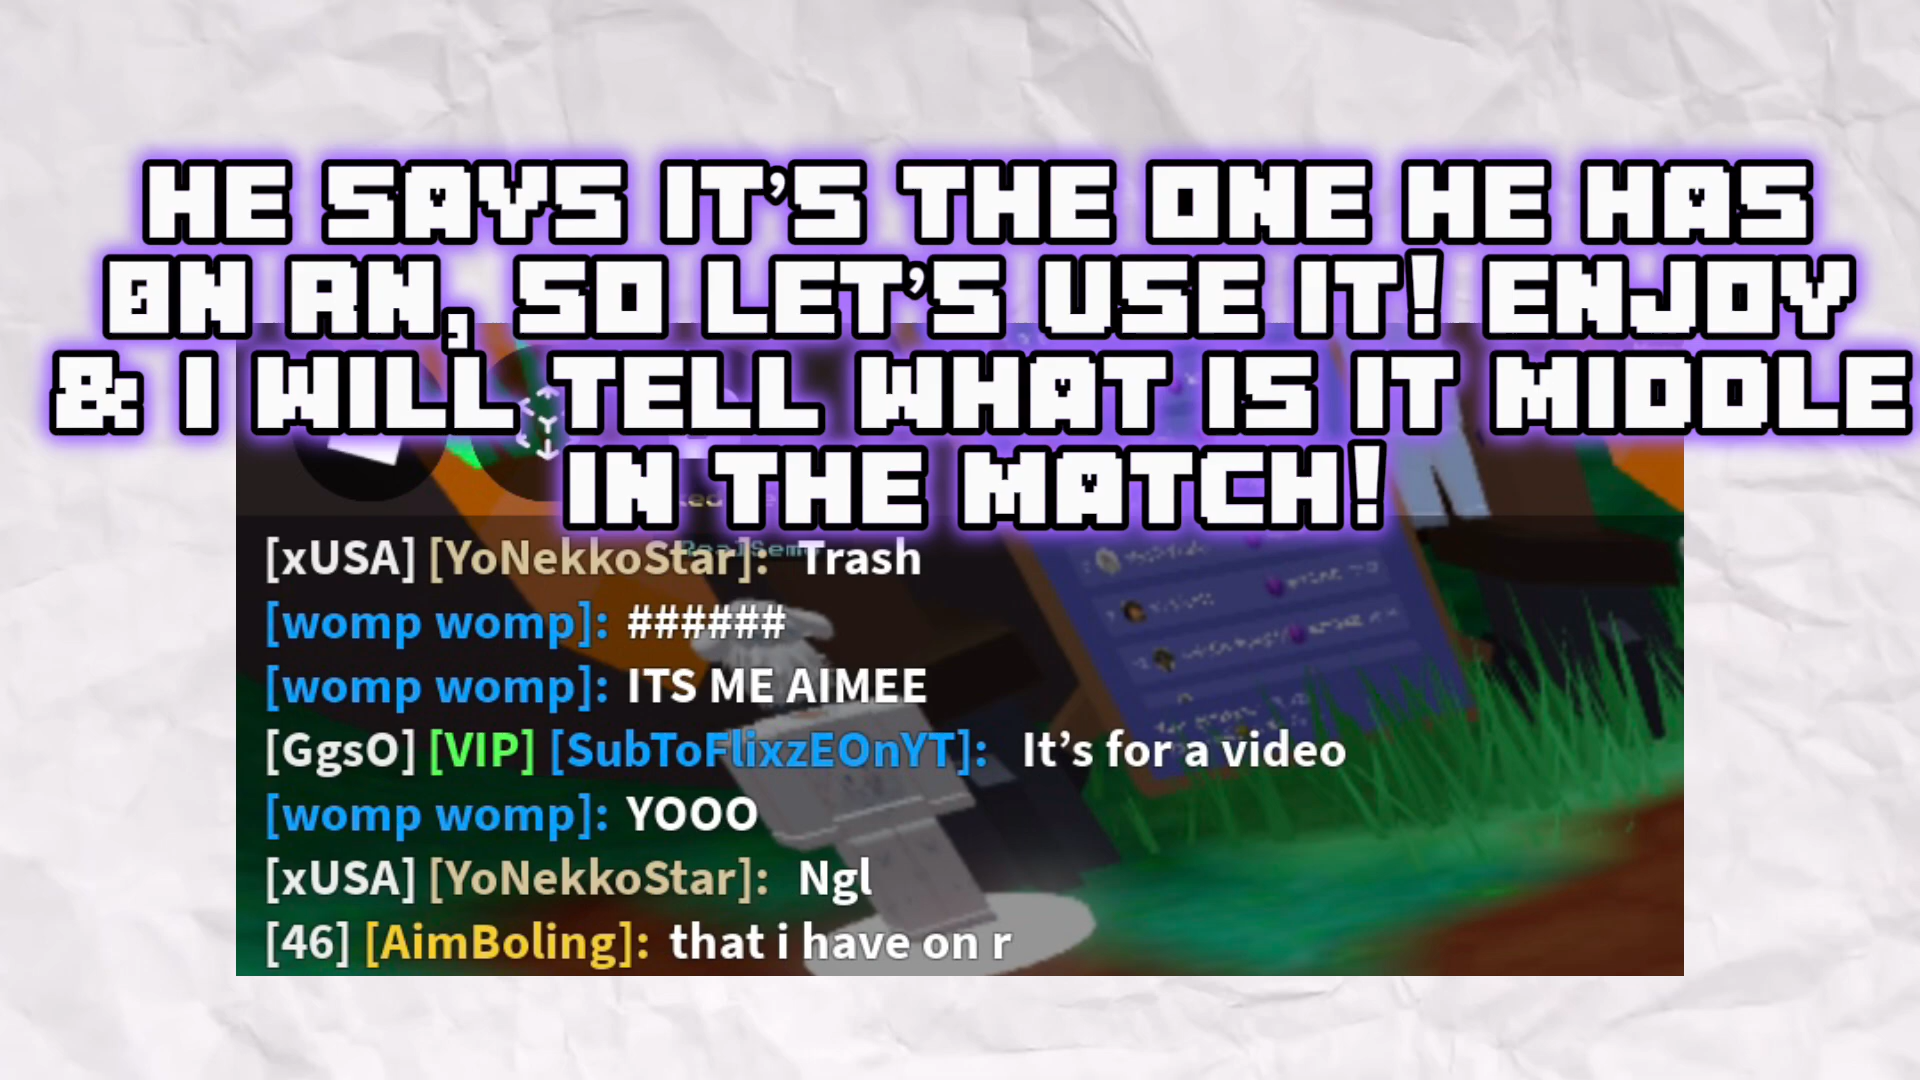 HE SAYS IT'S THE ONE HE HAS
0N RN, SO LET'S USE IT! ENJOY
& I WILL TELL WHAT IS IT MIDDLE
IN THE MATCH!
[xUSA] [YoNekkoStar]: Trash
[womp womp]: ######
[womp womp]: ITS ME AIMEE
[GgsO] [VIP] [SubToFlixzEOnYT]: It's for a video
[womp womp]: YOOO
[xUSA] [YoNekkoStar]: Ngl
[46] [AimBoling]: that i have on r